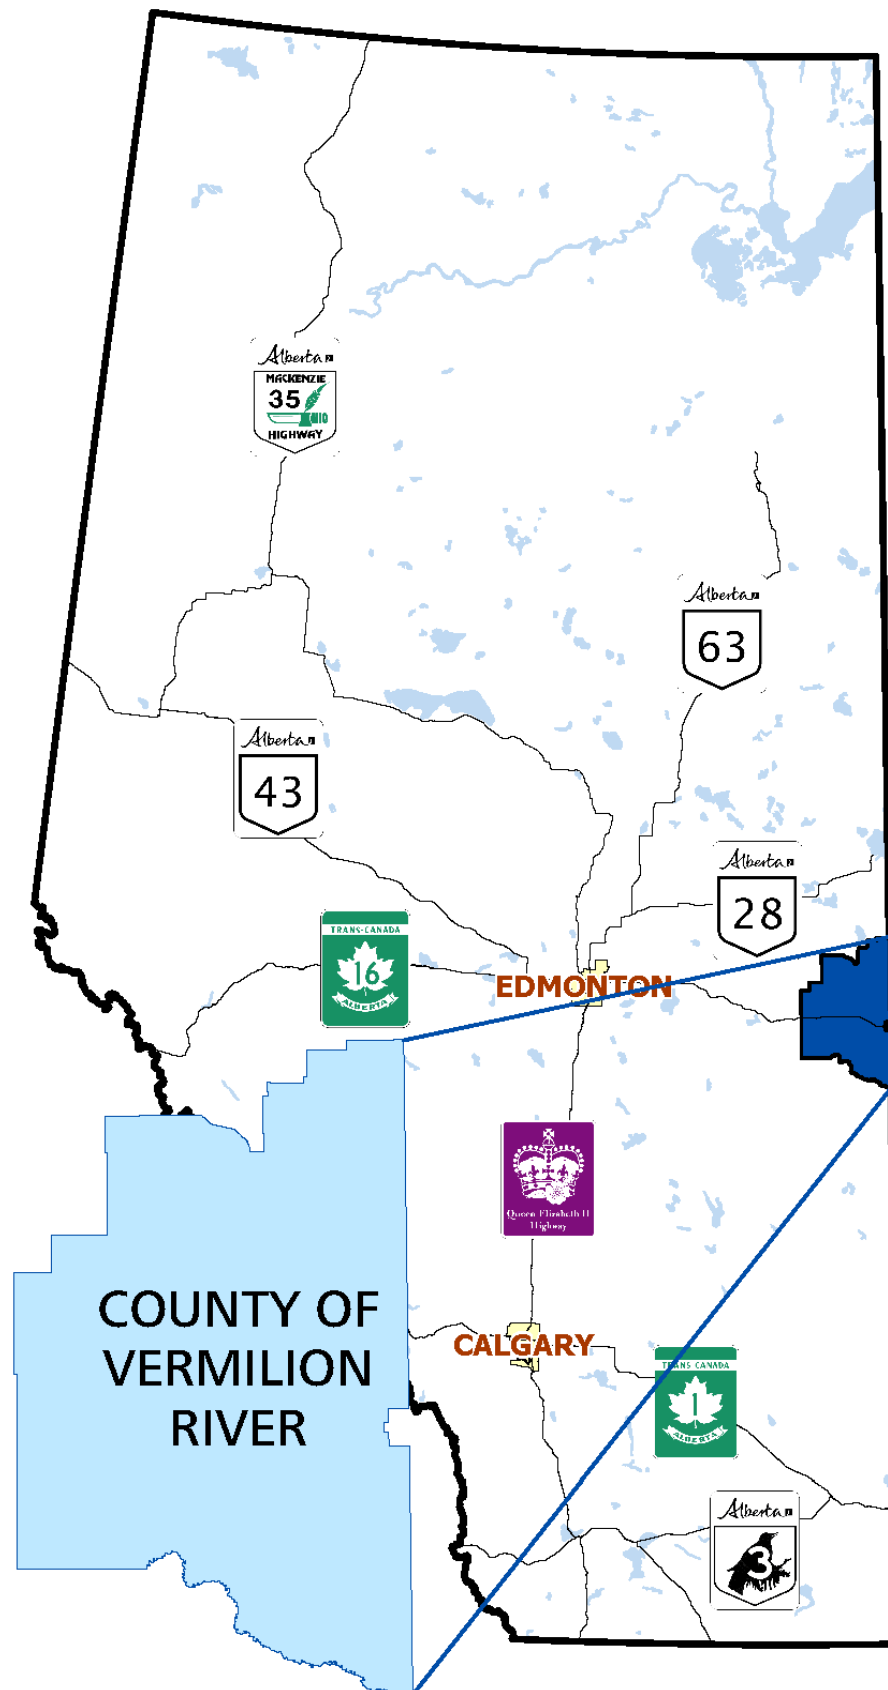 Alberta
MACKENZIE
35
HIGHWAY
Alberta
63
Alberta
43
Alberta
28
TRANS-CANADA
16
ALBERTA
EDMONTON
Queen Elizabeth II
Highway
COUNTY OF
VERMILION
RIVER
CALGARY
TRANS CANADA
1
ALBERTA
Alberta
3